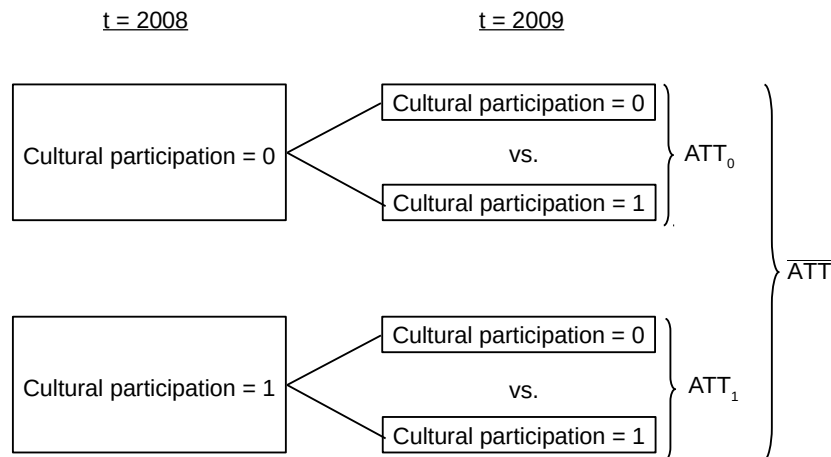 t = 2008 t = 2009
Cultural participation = 0
Cultural participation = 0
vs.
Cultural participation = 1
ATT₀
Cultural participation = 1
Cultural participation = 0
vs.
Cultural participation = 1
ATT₁
A̅T̅T̅